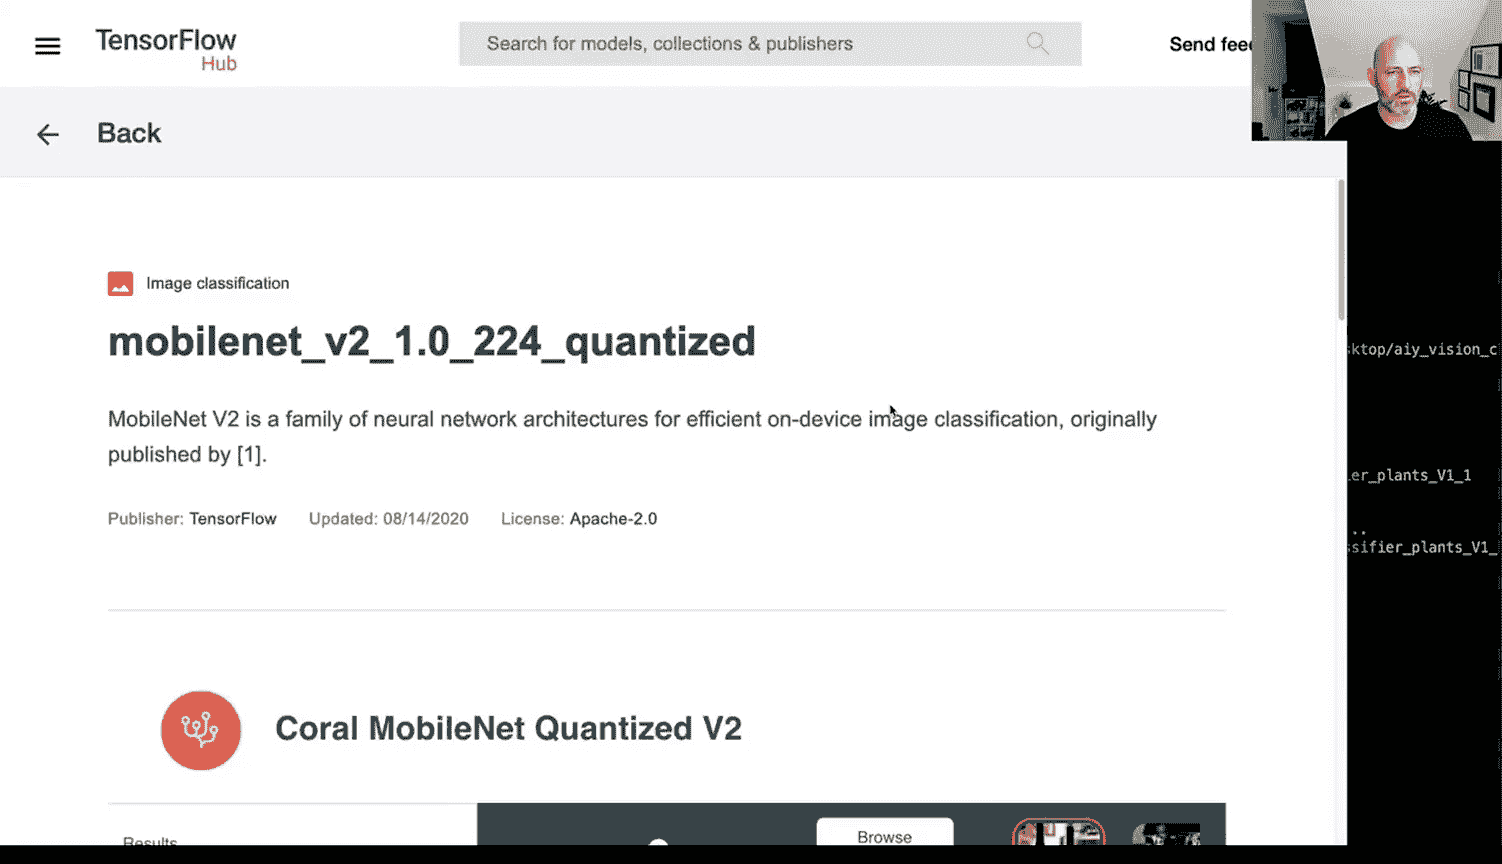 TensorFlow
Hub
Search for models, collections & publishers
Send fee
Back
Image classification
mobilenet_v2_1.0_224_quantized
MobileNet V2 is a family of neural network architectures for efficient on-device image classification, originally
published by [1].
Publisher: TensorFlow Updated: 08/14/2020 License: Apache-2.0
ktop/aiy_vision_c
er_plants_V1_1
..
sifier_plants_V1_
Coral MobileNet Quantized V2
Results
Browse